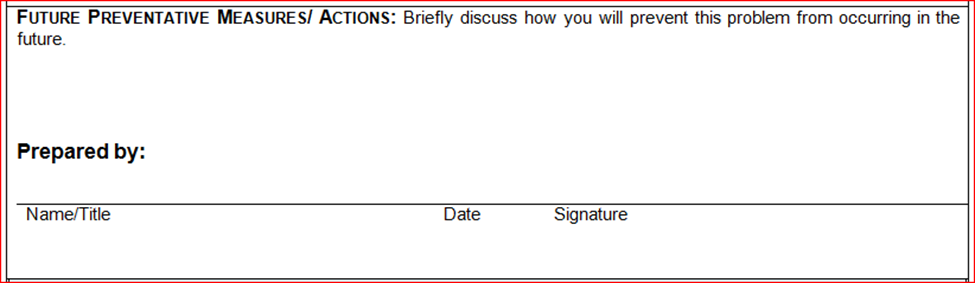 FUTURE PREVENTATIVE MEASURES/ ACTIONS: Briefly discuss how you will prevent this problem from occurring in the
future.
Prepared by:
Name/Title Date Signature